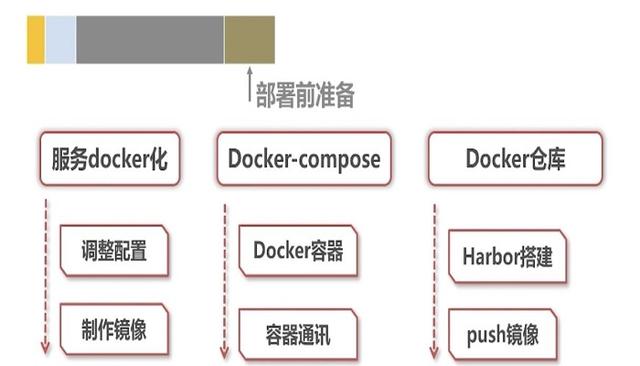 部署前准备
服务docker化
Docker-compose
Docker仓库
调整配置
Docker容器
Harbor搭建
制作镜像
容器通讯
push镜像